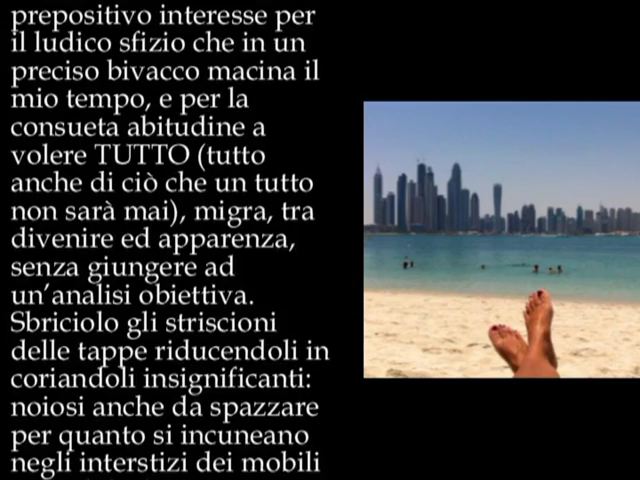 prepositivo interesse per
il ludico sfizio che in un
preciso bivacco macina il
mio tempo, e per la
consueta abitudine a
volere TUTTO (tutto
anche di ciò che un tutto
non sarà mai), migra, tra
divenire ed apparenza,
senza giungere ad
un’analisi obiettiva.
Sbriciolo gli striscioni
delle tappe riducendoli in
coriandoli insignificanti:
noiosi anche da spazzare
per quanto si incuneano
negli interstizi dei mobili